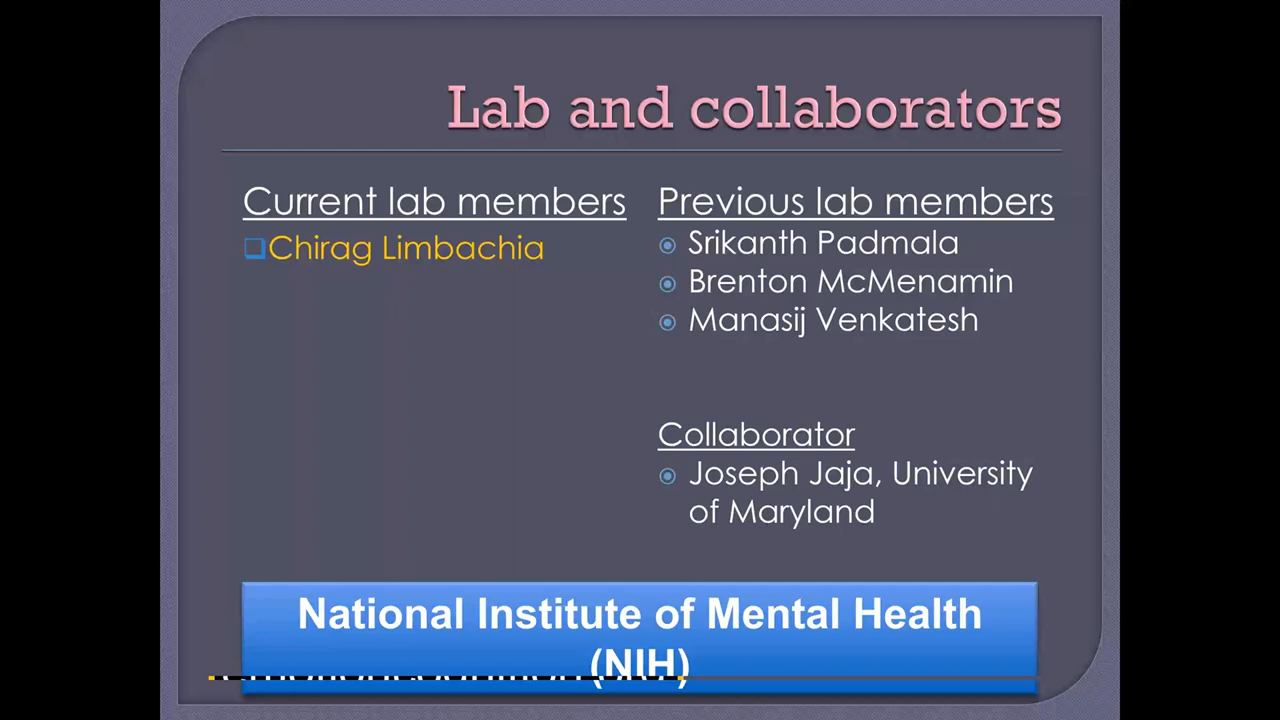 Lab and collaborators
Current lab members
Chirag Limbachia
Previous lab members
Srikanth Padmala
Brenton McMenamin
Manasij Venkatesh
Collaborator
Joseph Jaja, University
of Maryland
National Institute of Mental Health
(NIH)